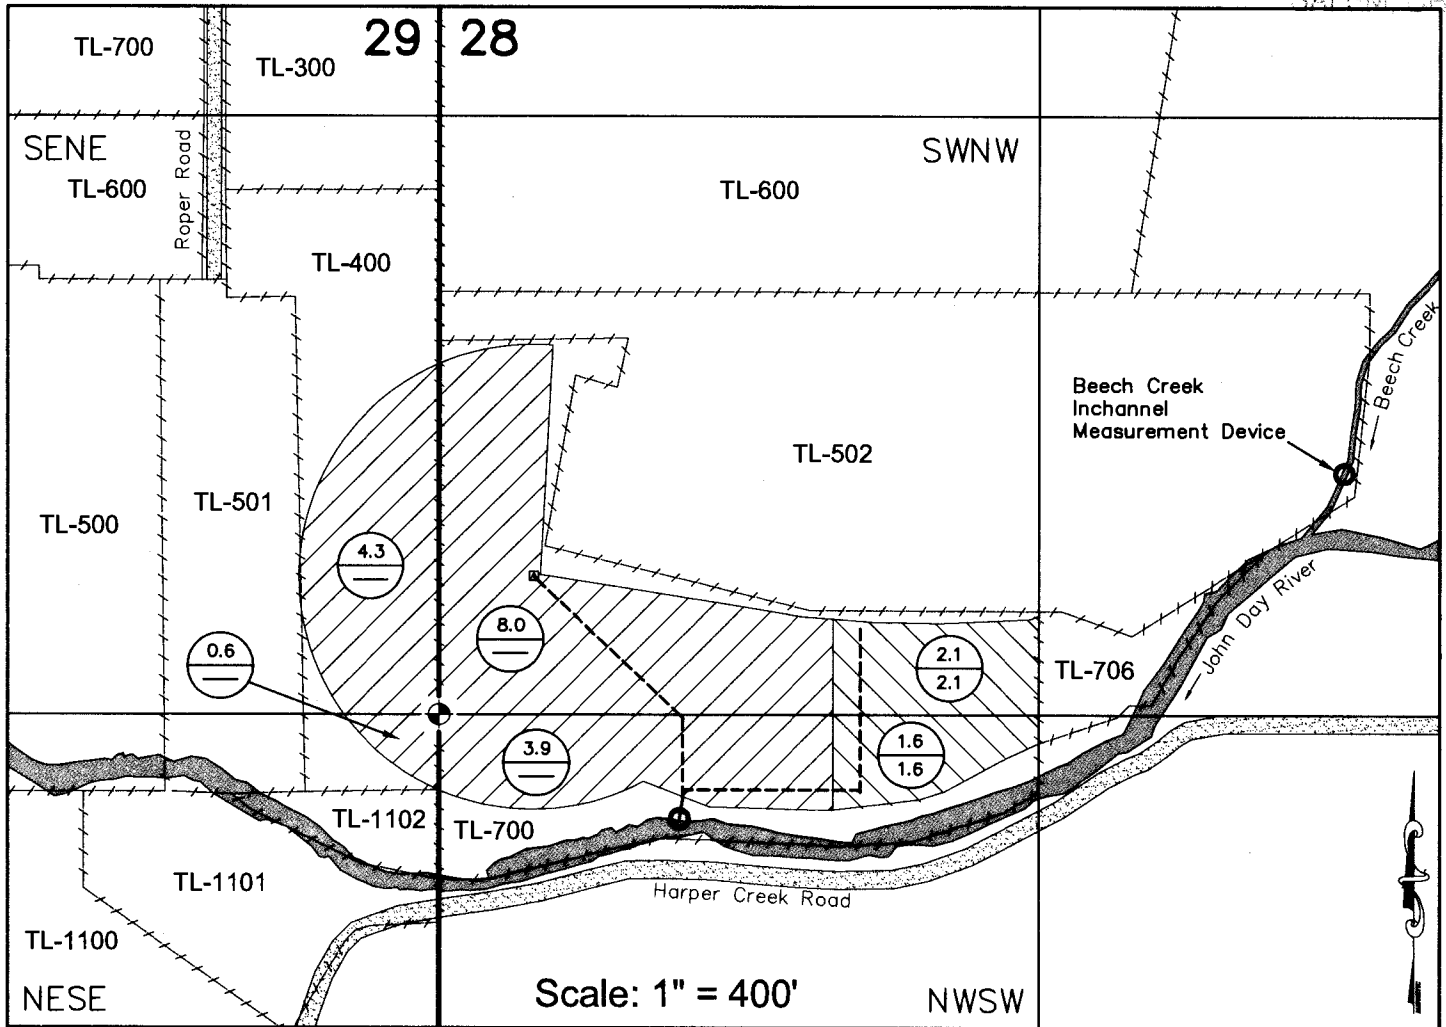 29 28
TL-700
TL-300
SENE
SWNW
TL-600
Roper Road
TL-600
TL-400
Beech Creek
Beech Creek
Inchannel
Measurement Device
TL-502
TL-501
TL-500
4.3
John Day River
8.0
0.6
2.1
2.1
TL-706
3.9
1.6
1.6
TL-1102
TL-700
TL-1101
Harper Creek Road
TL-1100
NESE
Scale: 1" = 400'
NWSW